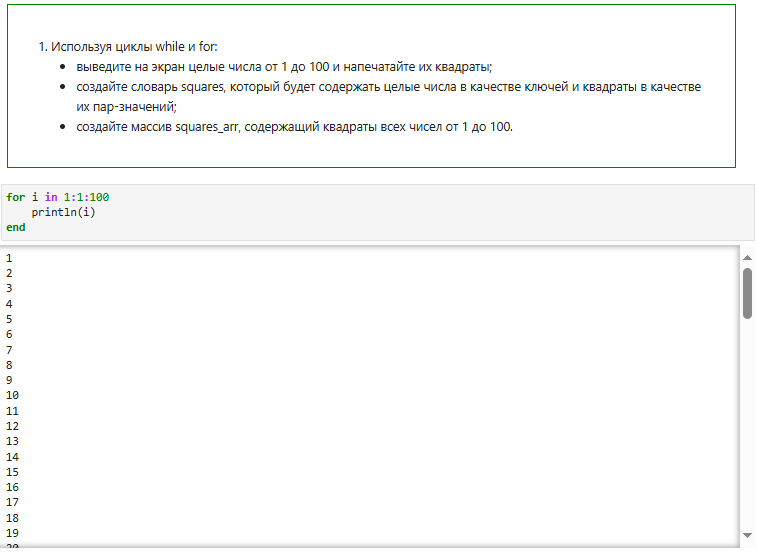 1. Используя циклы while и for:
• выведите на экран целые числа от 1 до 100 и напечатайте их квадраты;
• создайте словарь squares, который будет содержать целые числа в качестве ключей и квадраты в качестве
их пар-значений;
• создайте массив squares_arr, содержащий квадраты всех чисел от 1 до 100.
for i in 1:1:100
    println(i)
end
1
2
3
4
5
6
7
8
9
10
11
12
13
14
15
16
17
18
19
20